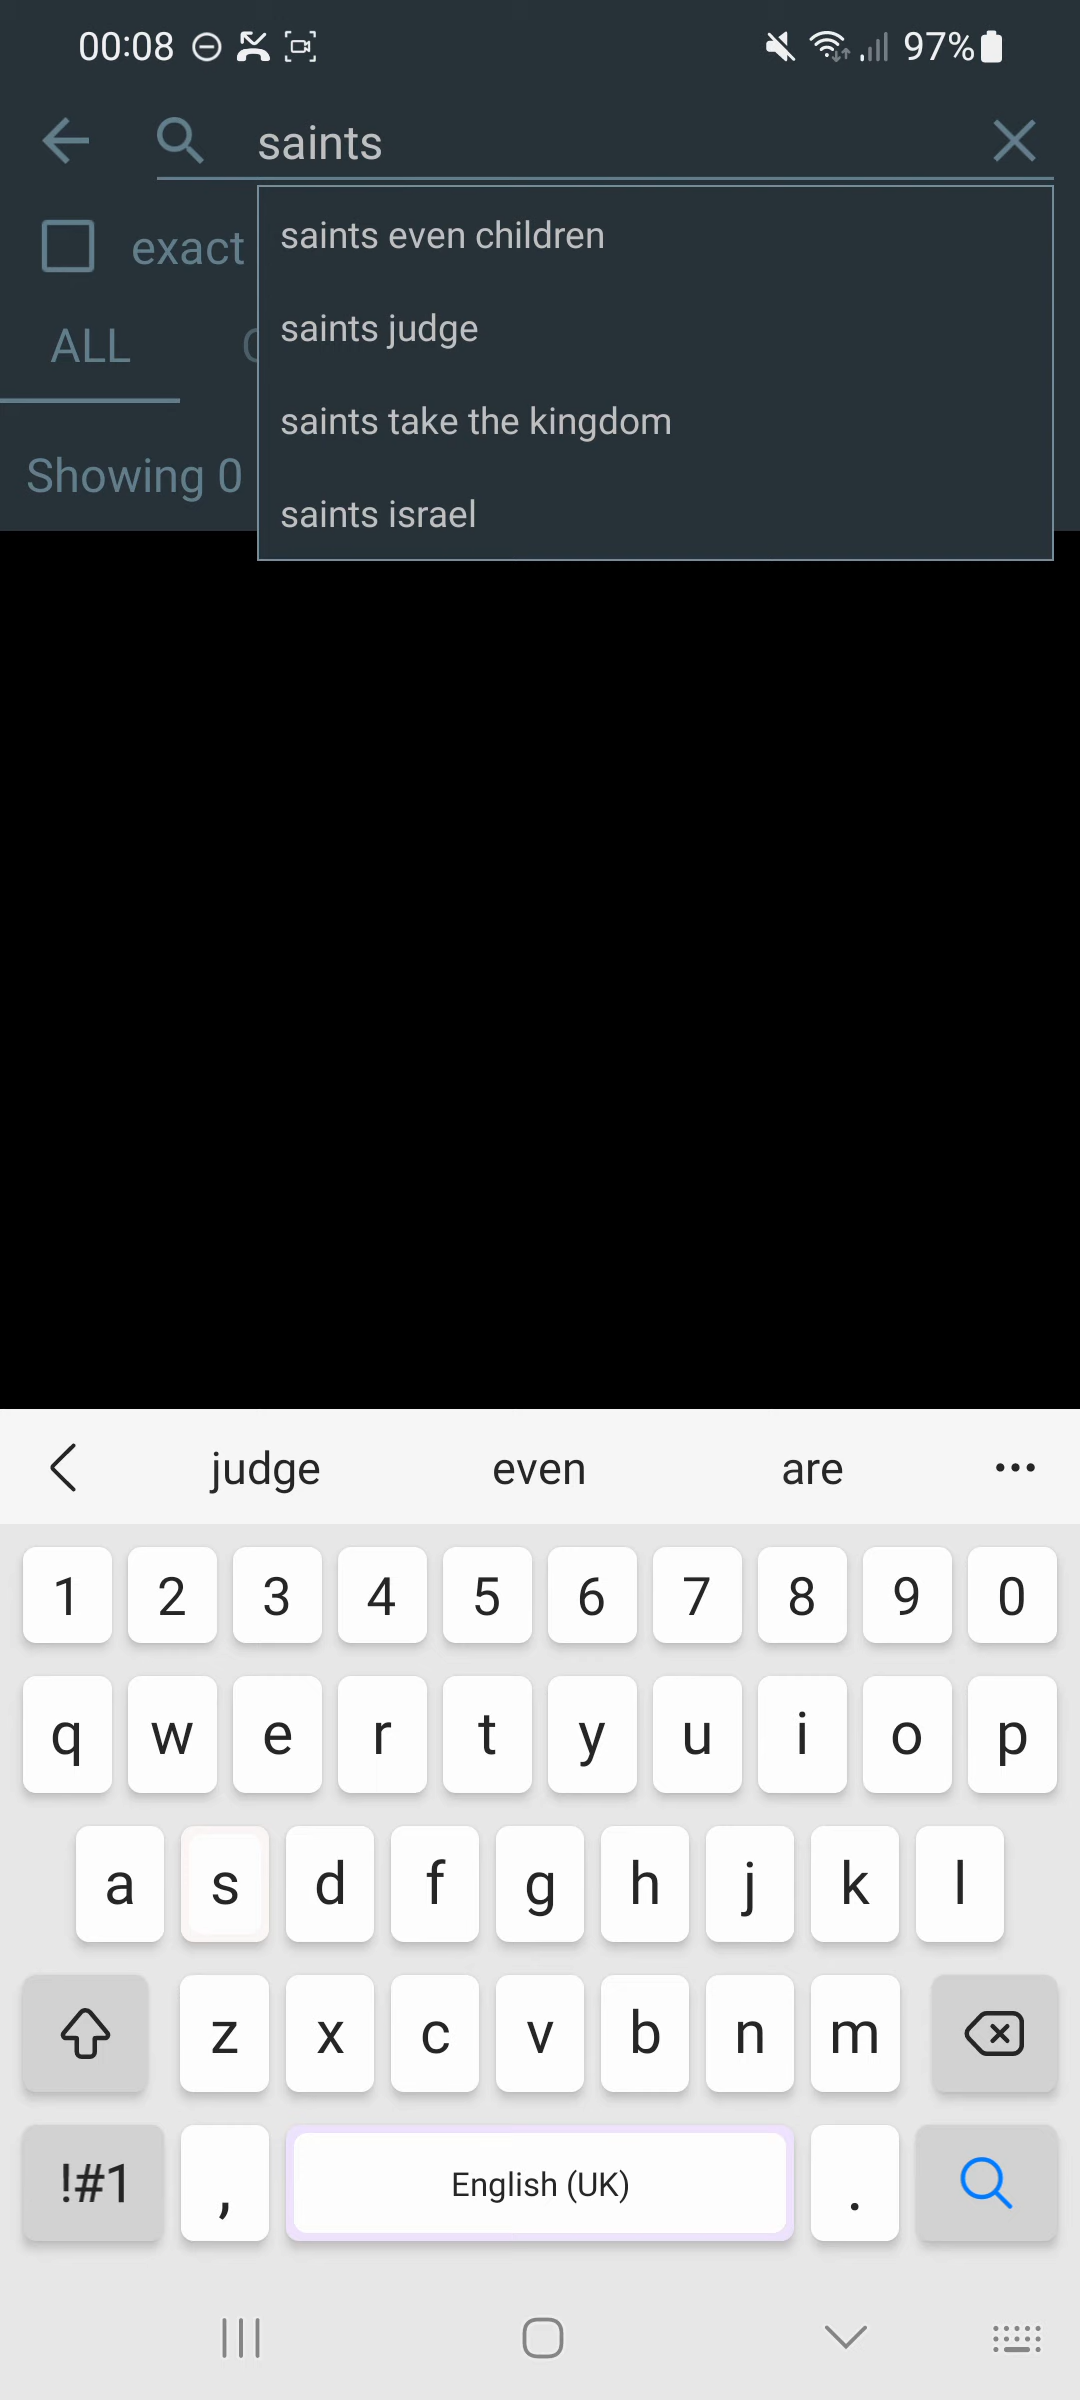 00:08 97%
saints
exact
saints even children
saints judge
saints take the kingdom
saints israel
ALL
Showing 0
judge even are
1 2 3 4 5 6 7 8 9 0
q w e r t y u i o p
a s d f g h j k l
z x c v b n m
!#1 , English (UK) .